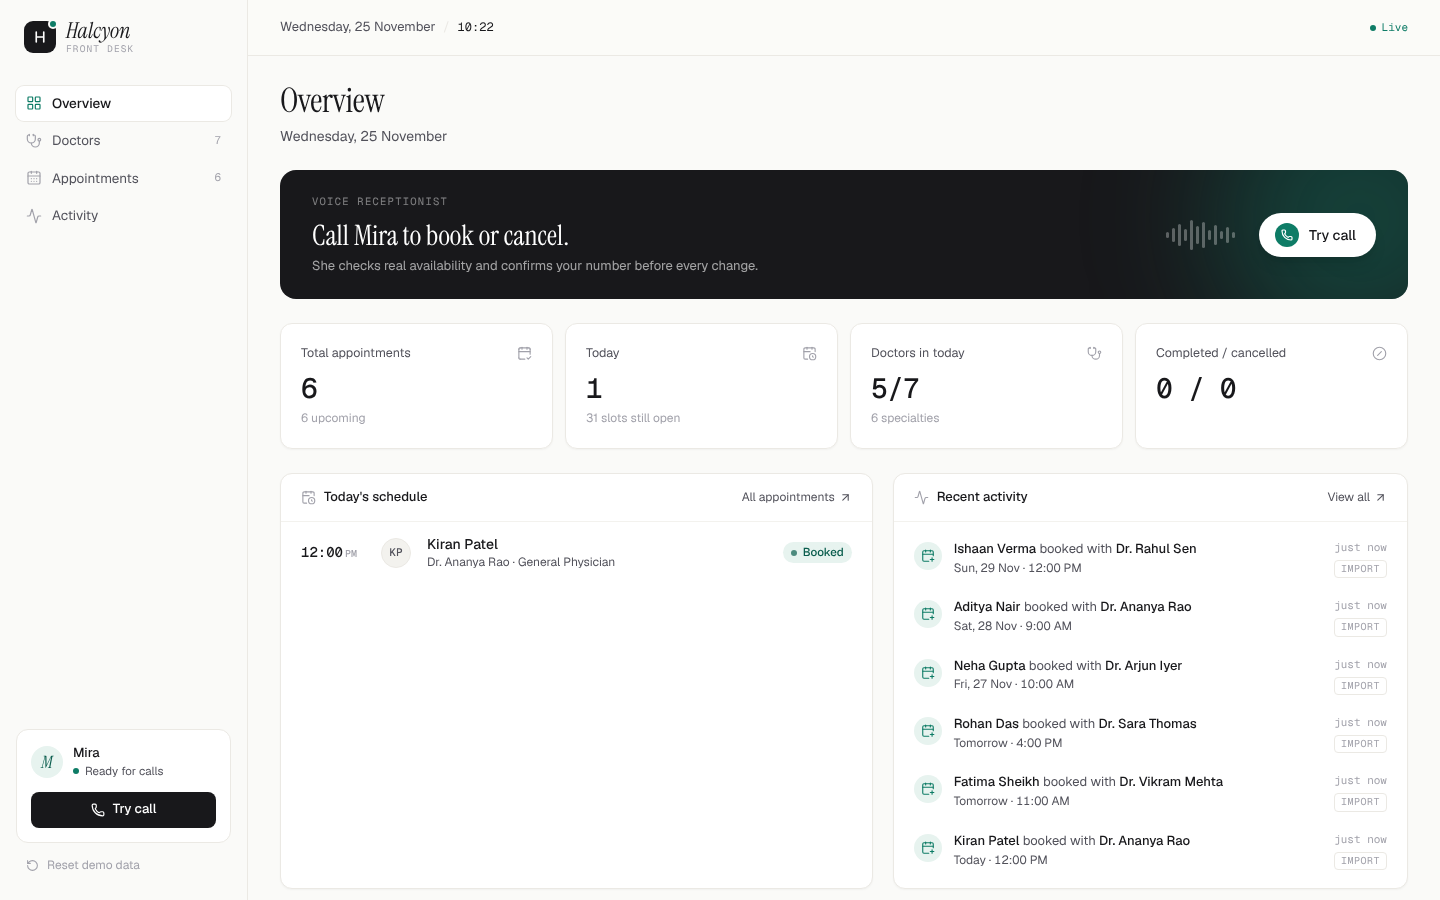 H
Halcyon
FRONT DESK
Overview
Doctors 7
Appointments 6
Activity
M
Mira
Ready for calls
Try call
Reset demo data
Wednesday, 25 November / 10:22
Live
Overview
Wednesday, 25 November
VOICE RECEPTIONIST
Call Mira to book or cancel.
She checks real availability and confirms your number before every change.
Try call
Total appointments
6
6 upcoming
Today
1
31 slots still open
Doctors in today
5/7
6 specialties
Completed / cancelled
0 / 0
Today's schedule
All appointments
12:00 PM
KP
Kiran Patel
Dr. Ananya Rao · General Physician
Booked
Recent activity
View all
Ishaan Verma booked with Dr. Rahul Sen
Sun, 29 Nov · 12:00 PM
just now
IMPORT
Aditya Nair booked with Dr. Ananya Rao
Sat, 28 Nov · 9:00 AM
just now
IMPORT
Neha Gupta booked with Dr. Arjun Iyer
Fri, 27 Nov · 10:00 AM
just now
IMPORT
Rohan Das booked with Dr. Sara Thomas
Tomorrow · 4:00 PM
just now
IMPORT
Fatima Sheikh booked with Dr. Vikram Mehta
Tomorrow · 11:00 AM
just now
IMPORT
Kiran Patel booked with Dr. Ananya Rao
Today · 12:00 PM
just now
IMPORT